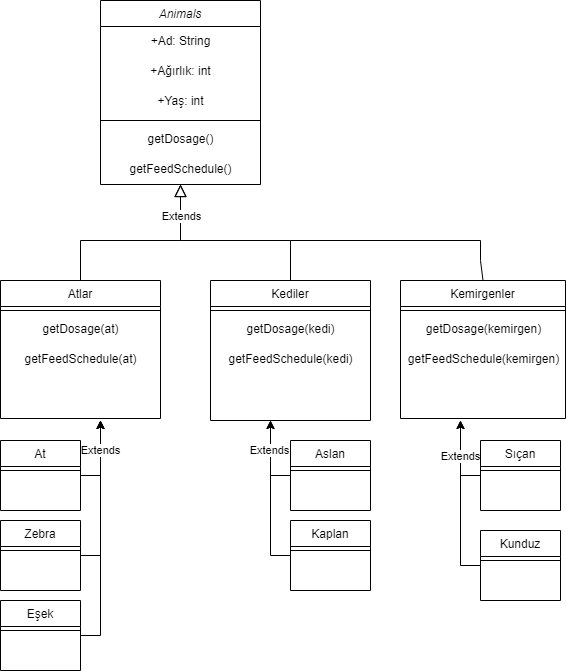 Animals
+Ad: String
+Ağırlık: int
+Yaş: int
getDosage()
getFeedSchedule()
Extends
Atlar
getDosage(at)
getFeedSchedule(at)
Kediler
getDosage(kedi)
getFeedSchedule(kedi)
Kemirgenler
getDosage(kemirgen)
getFeedSchedule(kemirgen)
Extends
At
Zebra
Eşek
Extends
Aslan
Kaplan
Extends
Sıçan
Kunduz